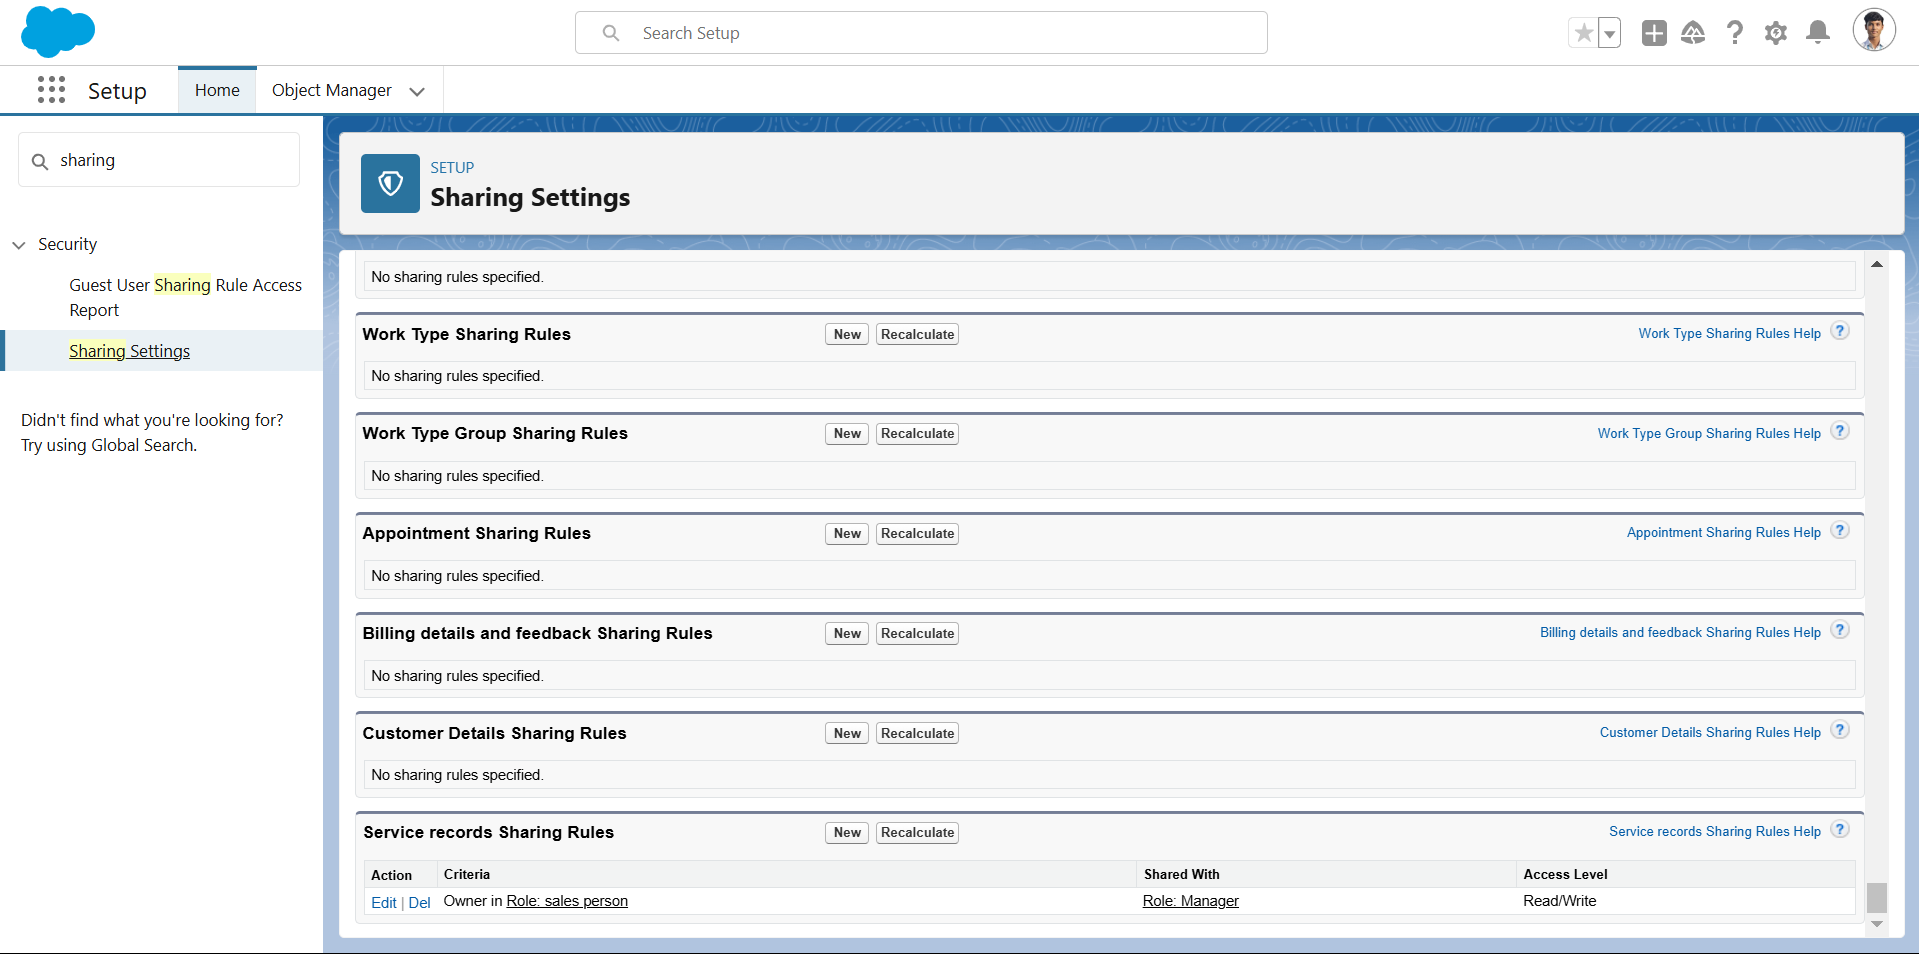 Search Setup
Setup
Home
Object Manager
sharing
Security
Guest User Sharing Rule Access
Report
Sharing Settings
Didn't find what you're looking for?
Try using Global Search.
SETUP
Sharing Settings
No sharing rules specified.
Work Type Sharing Rules New Recalculate Work Type Sharing Rules Help ?
No sharing rules specified.
Work Type Group Sharing Rules New Recalculate Work Type Group Sharing Rules Help ?
No sharing rules specified.
Appointment Sharing Rules New Recalculate Appointment Sharing Rules Help ?
No sharing rules specified.
Billing details and feedback Sharing Rules New Recalculate Billing details and feedback Sharing Rules Help ?
No sharing rules specified.
Customer Details Sharing Rules New Recalculate Customer Details Sharing Rules Help ?
No sharing rules specified.
Service records Sharing Rules New Recalculate Service records Sharing Rules Help ?
Action Criteria Shared With Access Level
Edit | Del Owner in Role: sales person Role: Manager Read/Write